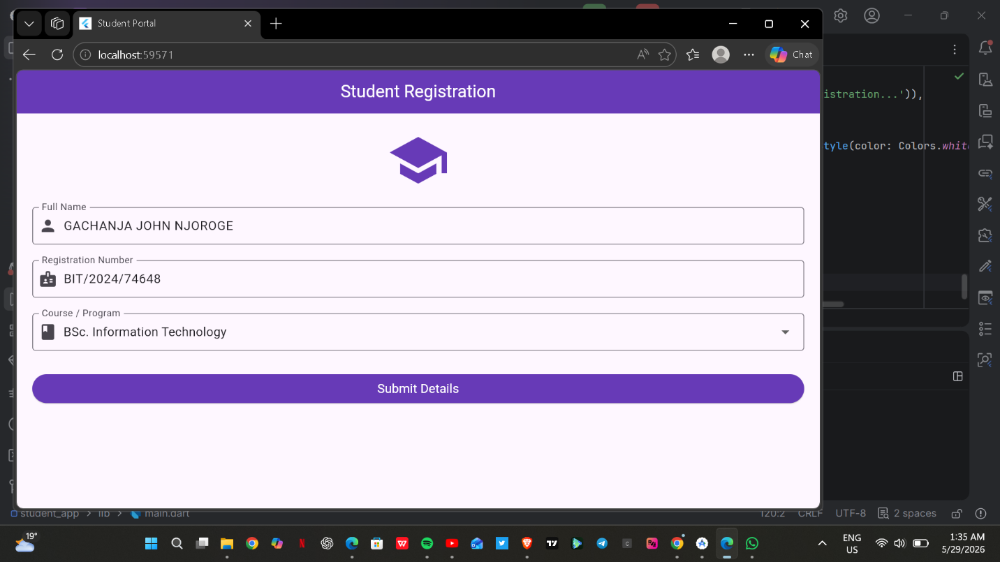 Student Portal
localhost:59571
Chat
Student Registration
istration...')),
tyle(color: Colors.white
Full Name
GACHANJA JOHN NJOROGE
Registration Number
BIT/2024/74648
Course / Program
BSc. Information Technology
Submit Details
student_app > lib > main.dart
120:2 CRLF UTF-8 2 spaces
19°
ENG
US
1:35 AM
5/29/2026